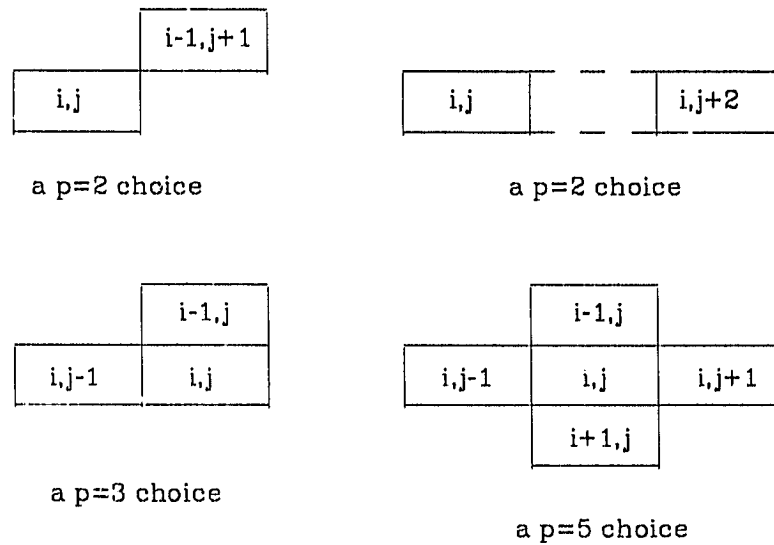 i-1,j+1
i,j
i,j
i,j+2
a p=2 choice
a p=2 choice
i-1,j
i,j-1
i,j
i-1,j
i,j-1
i,j
i,j+1
i+1,j
a p=3 choice
a p=5 choice